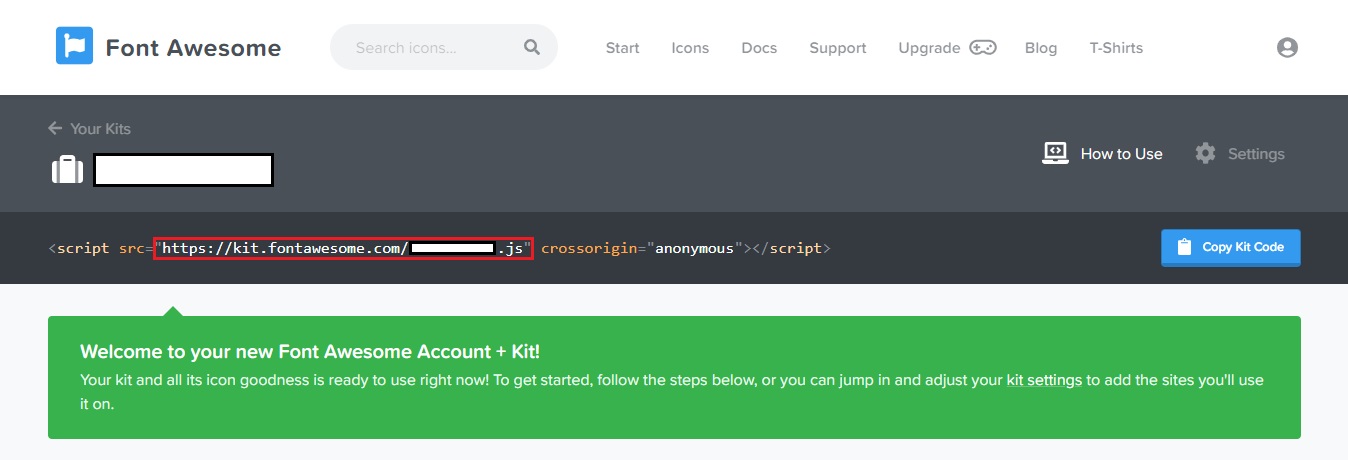 Font Awesome
Search icons...
Start
Icons
Docs
Support
Upgrade
Blog
T-Shirts
Your Kits
How to Use
Settings
<script src="https://kit.fontawesome.com/ .js" crossorigin="anonymous"></script>
Copy Kit Code
Welcome to your new Font Awesome Account + Kit!
Your kit and all its icon goodness is ready to use right now! To get started, follow the steps below, or you can jump in and adjust your kit settings to add the sites you'll use
it on.